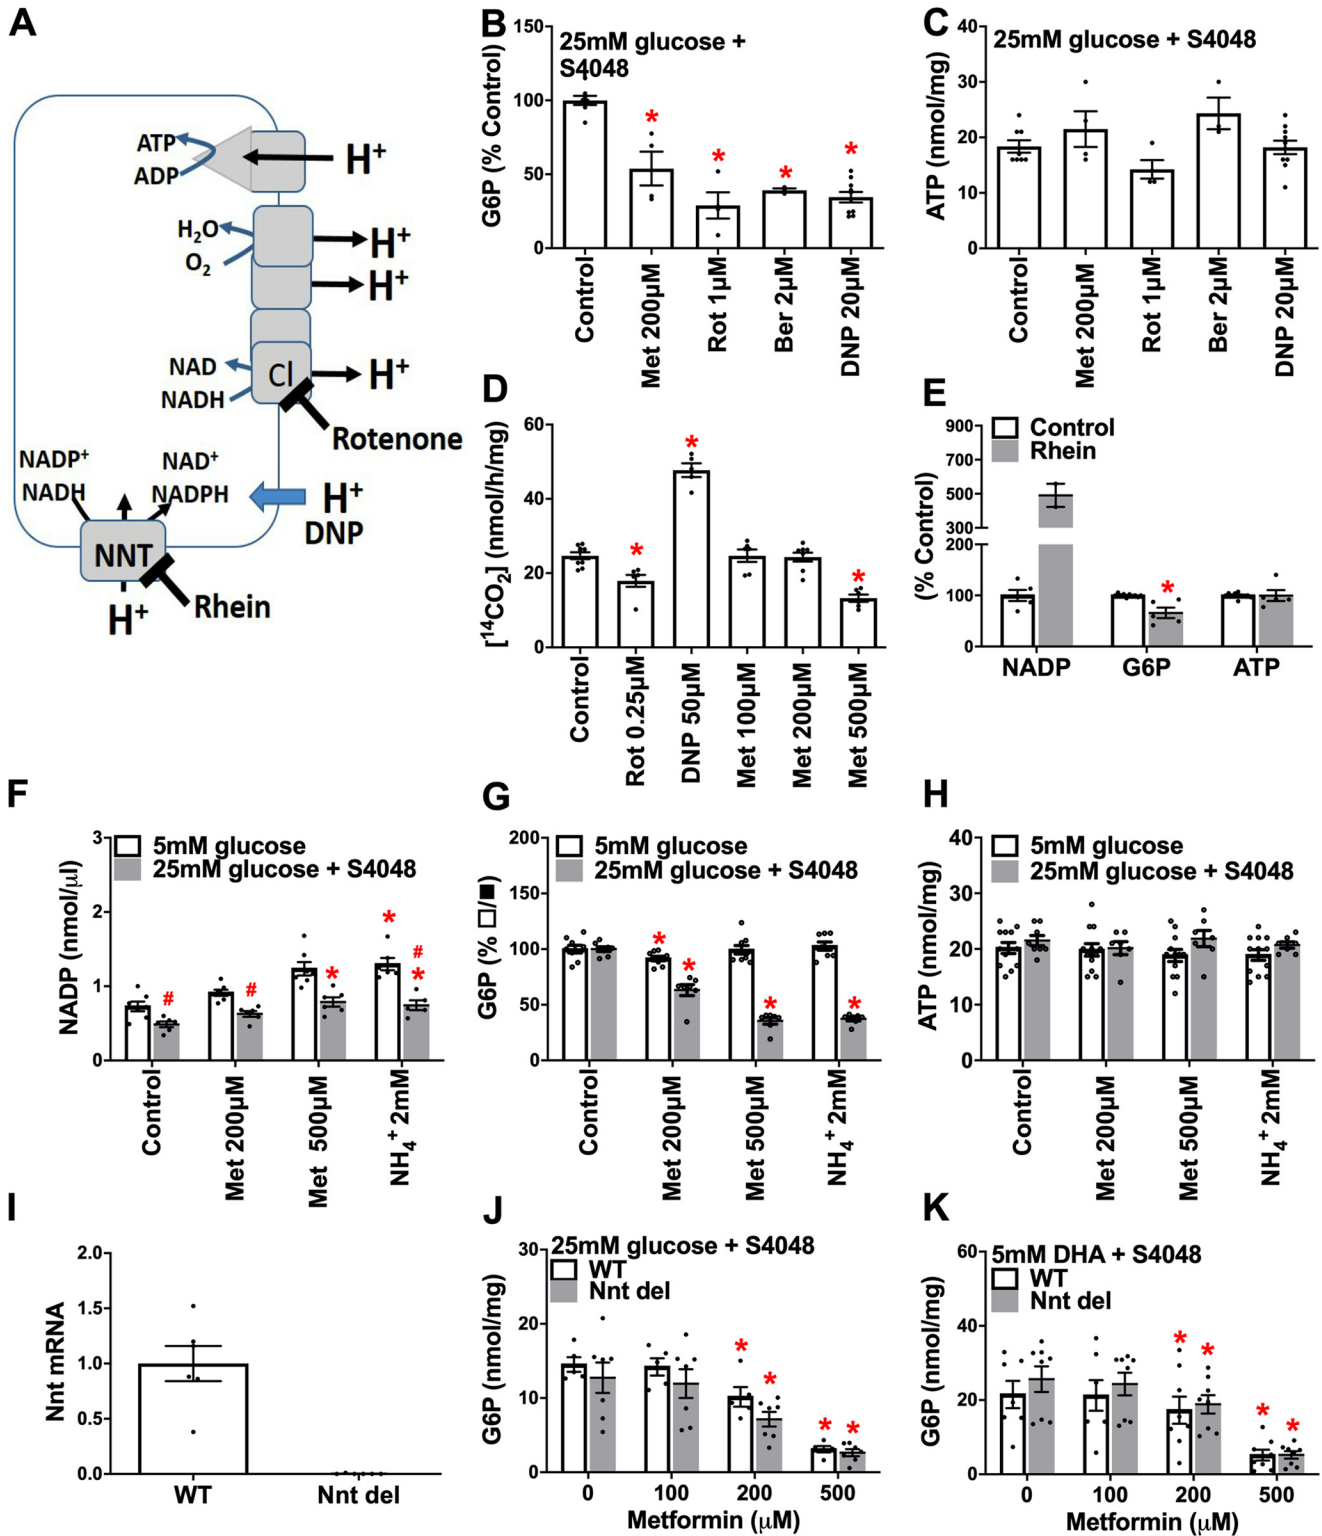 A
ATP
ADP
H+
H2O
O2
H+
H+
NAD
NADH
CI
H+
Rotenone
NADP+
NADH
NAD+
NADPH
H+
DNP
NNT
Rhein
H+
B
25mM glucose +
S4048
G6P (% Control)
150
100
50
0
* * * *
Control
Met 200µM
Rot 1µM
Ber 2µM
DNP 20µM
C
25mM glucose + S4048
ATP (nmol/mg)
40
30
20
10
0
Control
Met 200µM
Rot 1µM
Ber 2µM
DNP 20µM
D
[14CO2] (nmol/h/mg)
60
40
20
0
* * *
Control
Rot 0.25µM
DNP 50µM
Met 100µM
Met 200µM
Met 500µM
E
Control
Rhein
(% Control)
900
700
500
300
200
100
0
*
NADP G6P ATP
F
5mM glucose
25mM glucose + S4048
NADP (nmol/µl)
3
2
1
0
# # * * # *
Control
Met 200µM
Met 500µM
NH4+ 2mM
G
5mM glucose
25mM glucose + S4048
G6P (% □/■)
200
150
100
50
0
* * * *
Control
Met 200µM
Met 500µM
NH4+ 2mM
H
5mM glucose
25mM glucose + S4048
ATP (nmol/mg)
40
30
20
10
0
Control
Met 200µM
Met 500µM
NH4+ 2mM
I
Nnt mRNA
2.0
1.5
1.0
0.5
0.0
WT Nnt del
J
25mM glucose + S4048
WT
Nnt del
G6P (nmol/mg)
30
20
10
0
* * * *
0 100 200 500
Metformin (µM)
K
5mM DHA + S4048
WT
Nnt del
G6P (nmol/mg)
60
40
20
0
* * * *
0 100 200 500
Metformin (µM)